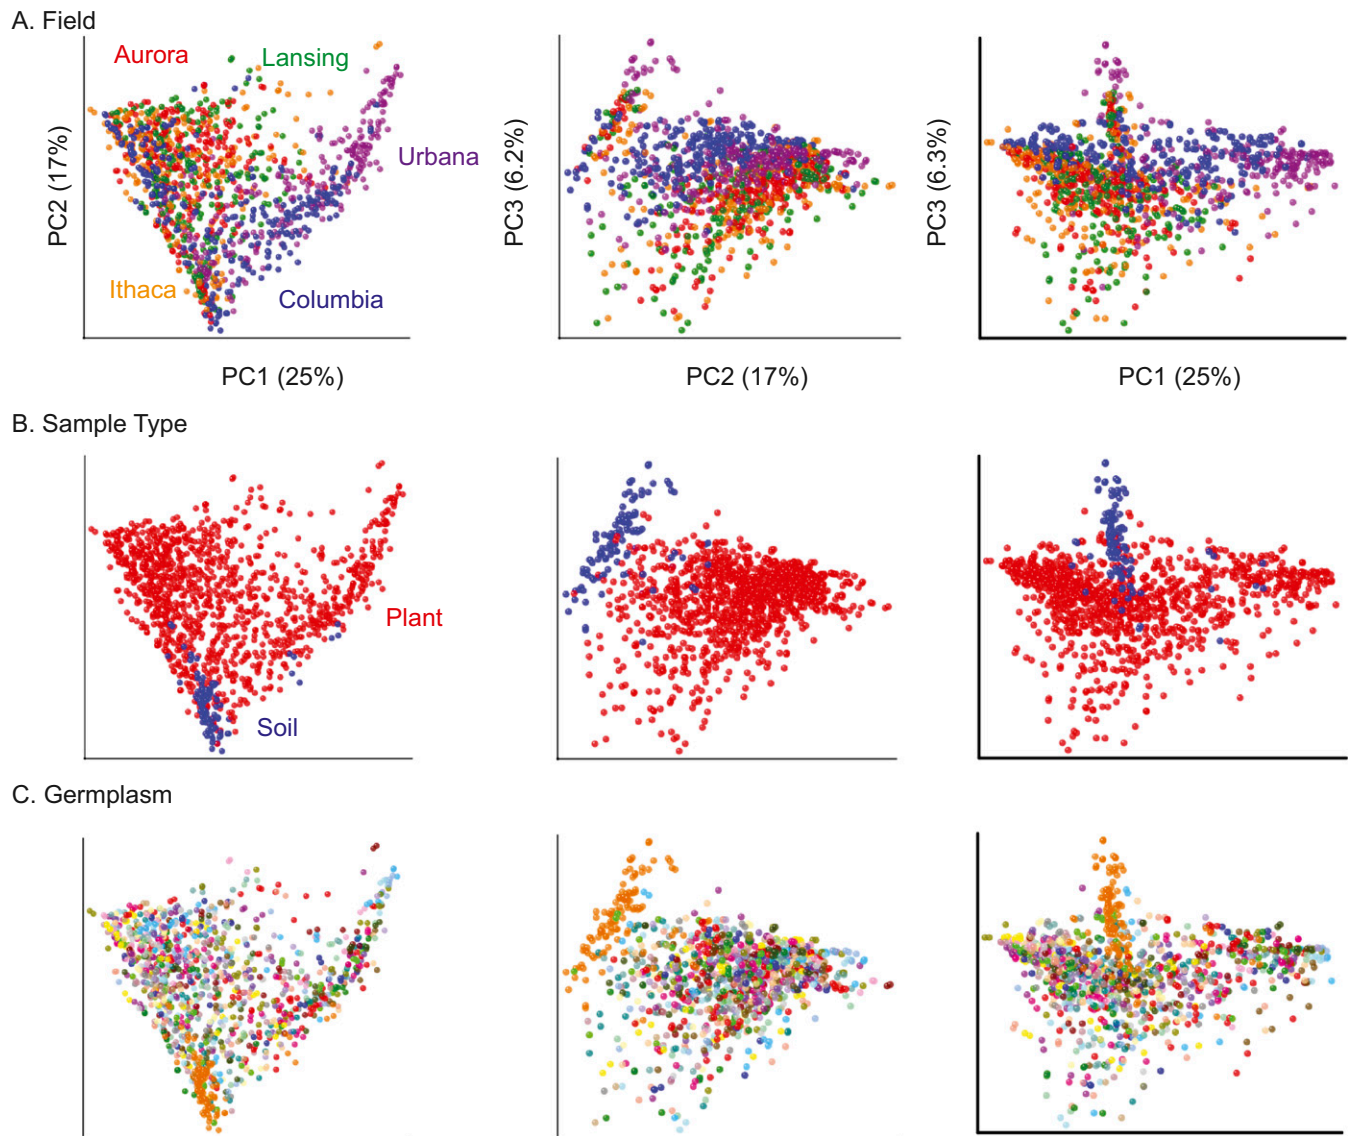 A. Field
Aurora
Lansing
Urbana
Ithaca
Columbia
PC2 (17%)
PC1 (25%)
PC3 (6.2%)
PC2 (17%)
PC3 (6.3%)
PC1 (25%)
B. Sample Type
Plant
Soil
C. Germplasm